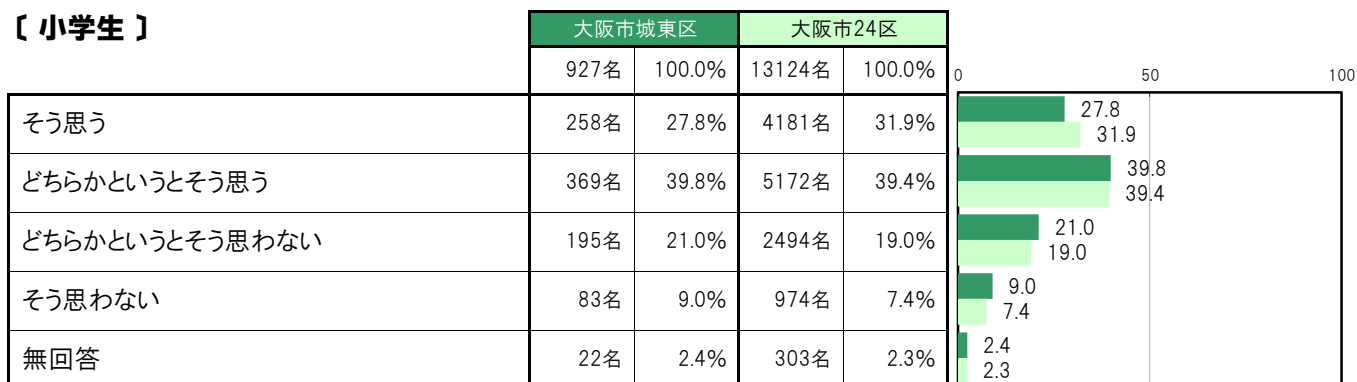 〔 小学生 〕
大阪市城東区 大阪市24区
927名 100.0% 13124名 100.0% 0 50 100
そう思う 258名 27.8% 4181名 31.9% 27.8
31.9
どちらかというとそう思う 369名 39.8% 5172名 39.4% 39.8
39.4
どちらかというとそう思わない 195名 21.0% 2494名 19.0% 21.0
19.0
そう思わない 83名 9.0% 974名 7.4% 9.0
7.4
無回答 22名 2.4% 303名 2.3% 2.4
2.3